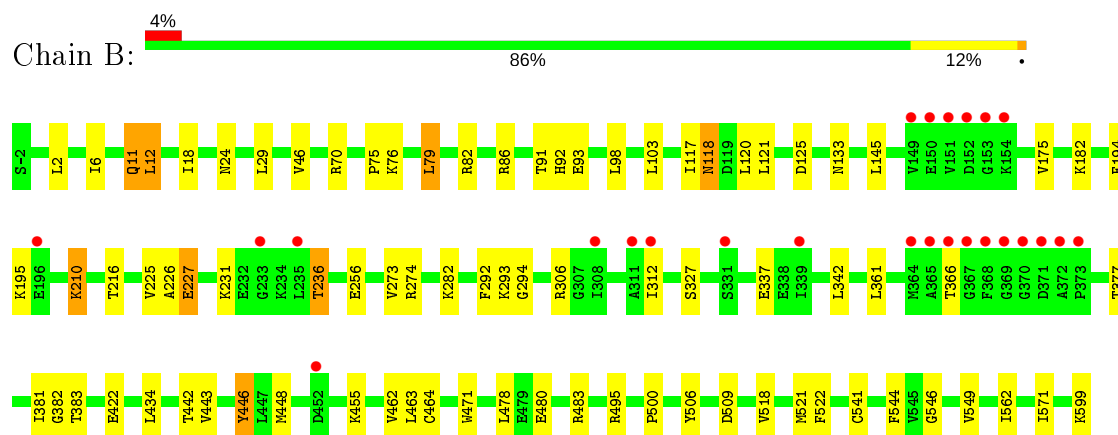 4%
Chain B:
86% 12% •
S-2 L2 I6 Q11 L12 I18 N24 L29 V46 R70 P75 K76 L79 R82 R86 T91 H92 E93 L98 L103 I117 N118 D119 L120 L121 D125 N133 L145 V149 E150 V151 D152 G153 K154 V175 K182 E194
K195 E196 K210 T216 V225 A226 E227 K231 E232 G233 K234 L235 T236 E256 V273 R274 K282 F292 K293 G294 R306 G307 I308 A311 I312 S327 S331 E337 E338 I339 L342 L361 M364 A365 T366 G367 F368 G369 G370 D371 A372 P373 T377
I381 G382 T383 E422 L434 T442 V443 Y446 L447 M448 D452 K455 V462 L463 C464 W471 L478 E479 E480 R483 R495 P500 Y506 D509 V518 M521 F522 C541 F544 V545 G546 V549 I562 I571 K599